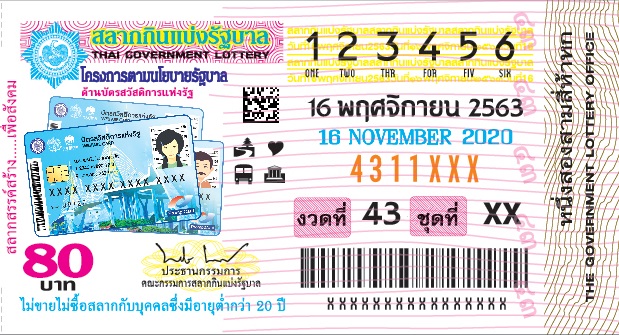 สลากกินแบ่งรัฐบาล
THAI GOVERNMENT LOTTERY
โครงการตามนโยบายรัฐบาล
ด้านบัตรสวัสดิการแห่งรัฐ
บัตรสวัสดิการแห่งรัฐ
WELFARE CARD
XXXX XXXX XXXX XXXX
สลากสรรค์สร้าง.....เพื่อสังคม
80
บาท
ประธานกรรมการ
คณะกรรมการสลากกินแบ่งรัฐบาล
ไม่ขายไม่ซื้อสลากกับบุคคลซึ่งมีอายุต่ำกว่า 20 ปี
1 2 3 4 5 6
ONE TWO THR FOR FIV SIX
16 พฤศจิกายน 2563
16 NOVEMBER 2020
4311XXX
งวดที่ 43 ชุดที่ XX
XXXXXXXXXXXXXXXX
หนึ่งสองสามสี่ห้าหก
THE GOVERNMENT LOTTERY OFFICE